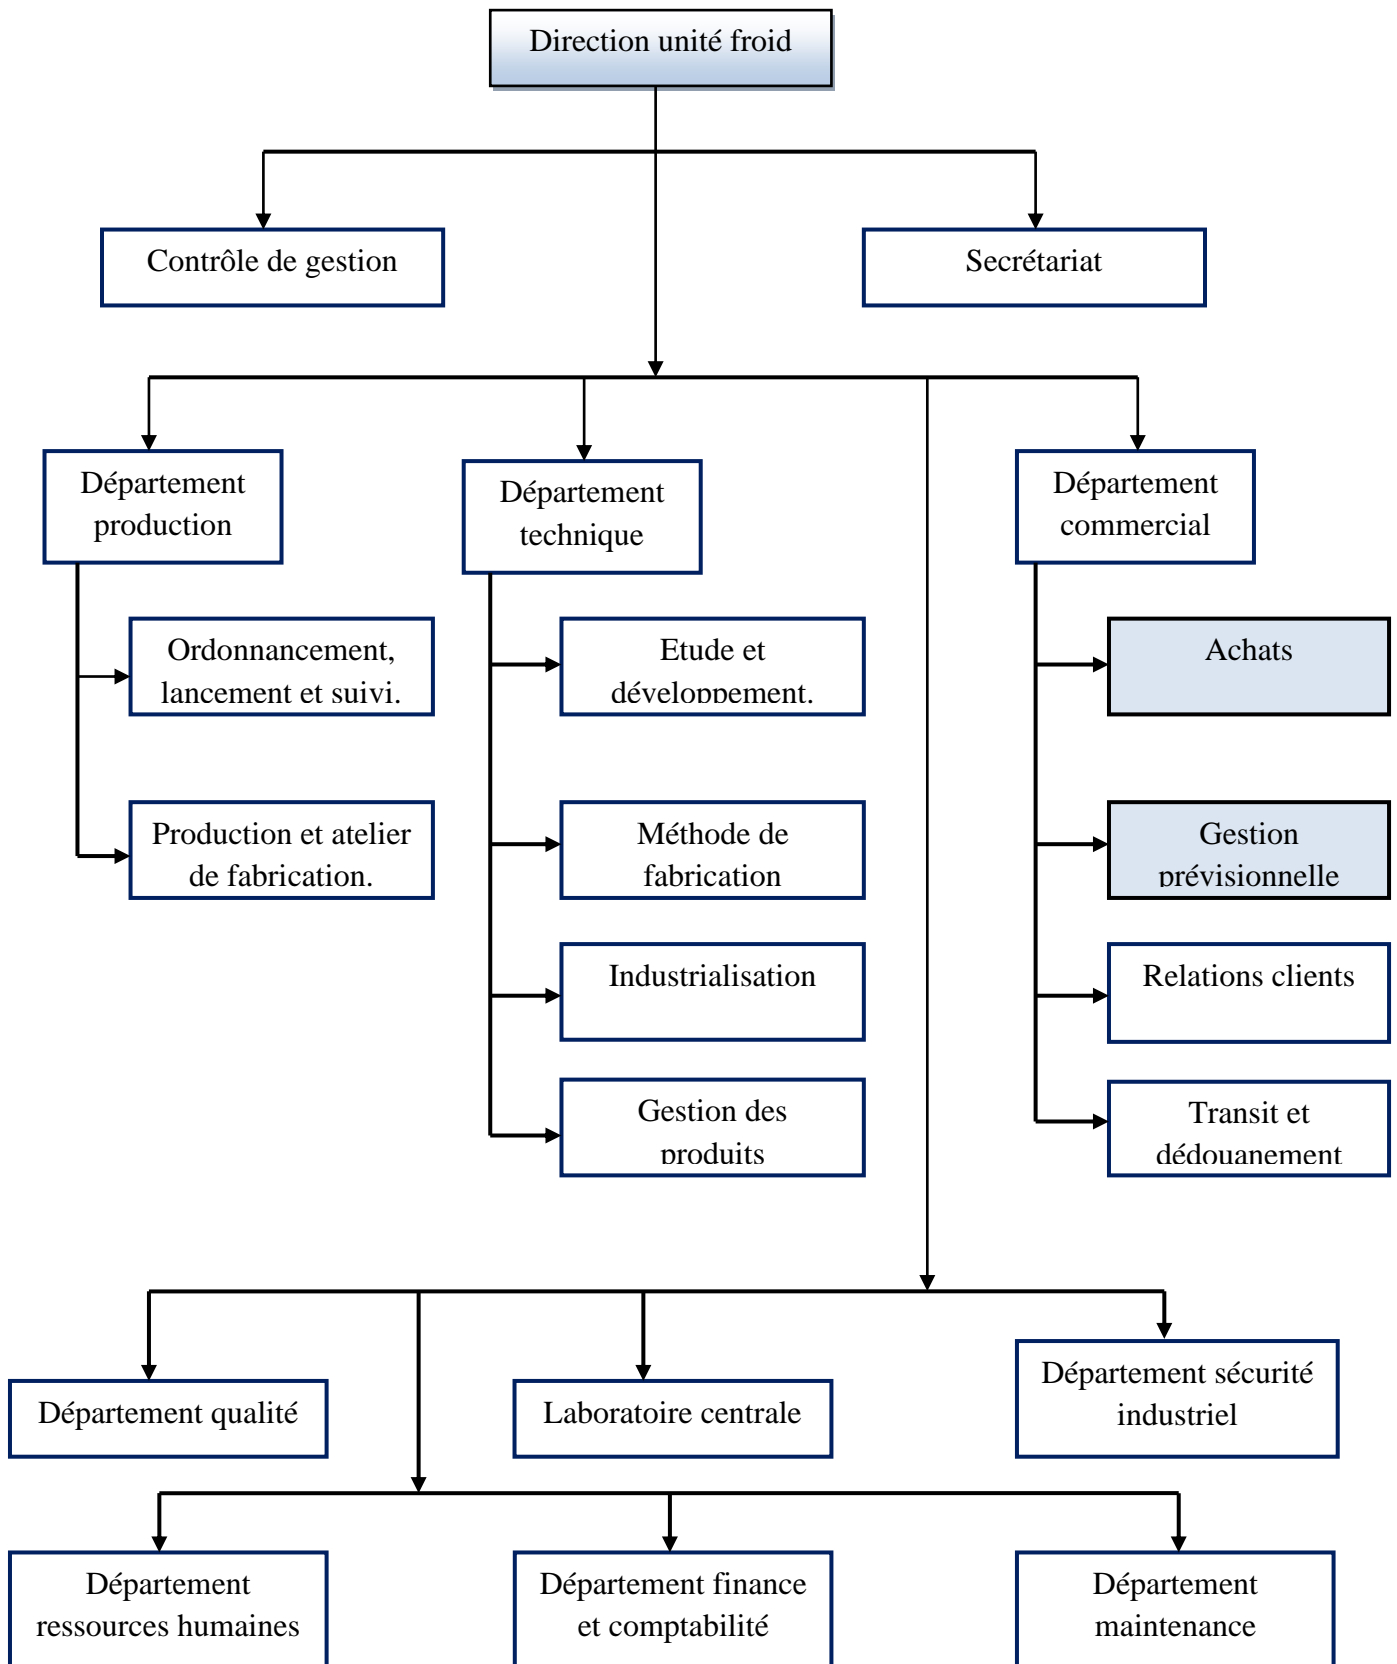 Direction unité froid
Contrôle de gestion
Secrétariat
Département
production
Département
technique
Département
commercial
Ordonnancement,
lancement et suivi.
Etude et
développement.
Achats
Production et atelier
de fabrication.
Méthode de
fabrication
Gestion
prévisionnelle
Industrialisation
Relations clients
Gestion des
produits
Transit et
dédouanement
Département qualité
Laboratoire centrale
Département sécurité
industriel
Département
ressources humaines
Département finance
et comptabilité
Département
maintenance